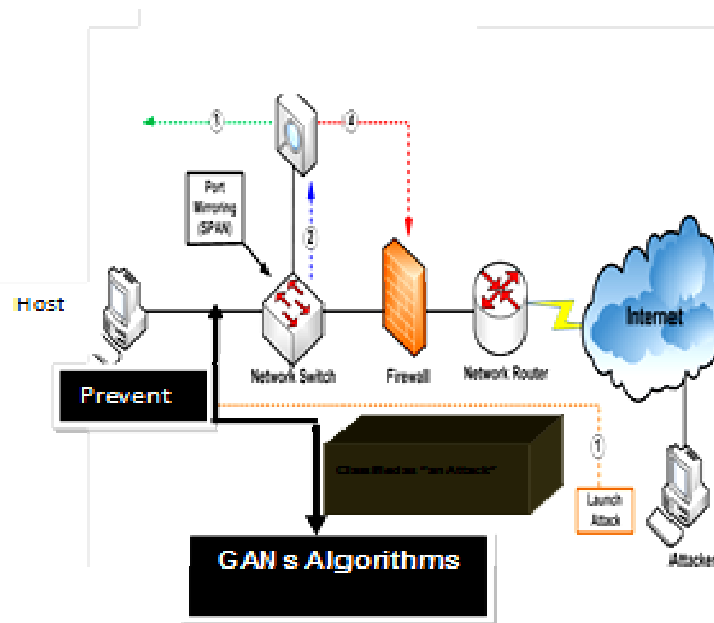 4
Port
Mirroring
(SPAN)
2
Host
Internet
Network Switch
Firewall
Network Router
Prevent
1
Classified as "an Attack"
Launch
Attack
GANs Algorithms
Attacker